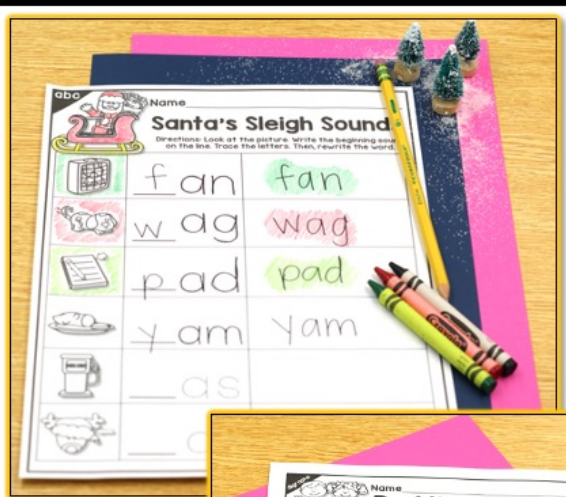 abc
Name
Santa's Sleigh Sound
Directions: Look at the picture. Write the beginning sou
on the line. Trace the letters. Then, rewrite the word.
f an fan
w ag wag
p ad pad
y am yam
_ as
Name